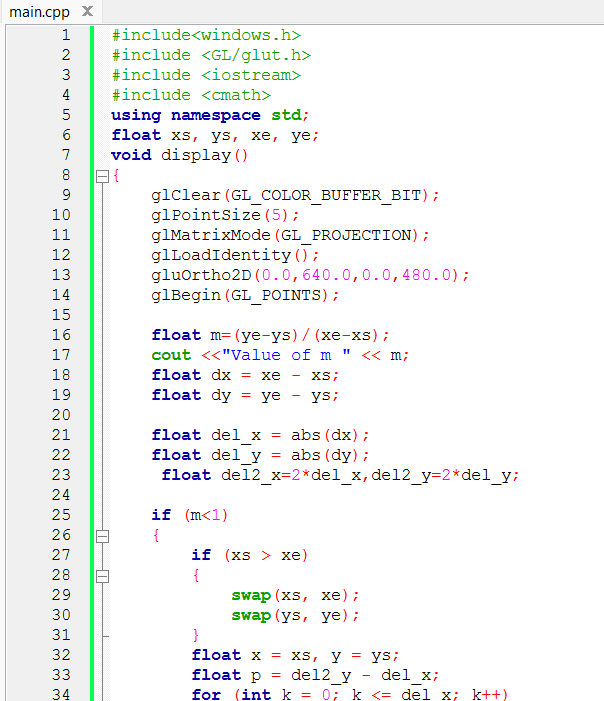 main.cpp X
1 #include<windows.h>
2 #include <GL/glut.h>
3 #include <iostream>
4 #include <cmath>
5 using namespace std;
6 float xs, ys, xe, ye;
7 void display()
8 {
9 glClear(GL_COLOR_BUFFER_BIT);
10 glPointSize(5);
11 glMatrixMode(GL_PROJECTION);
12 glLoadIdentity();
13 gluOrtho2D(0.0,640.0,0.0,480.0);
14 glBegin(GL_POINTS);
15
16 float m=(ye-ys)/(xe-xs);
17 cout <<"Value of m " << m;
18 float dx = xe - xs;
19 float dy = ye - ys;
20
21 float del_x = abs(dx);
22 float del_y = abs(dy);
23 float del2_x=2*del_x,del2_y=2*del_y;
24
25 if (m<1)
26 {
27 if (xs > xe)
28 {
29 swap(xs, xe);
30 swap(ys, ye);
31 }
32 float x = xs, y = ys;
33 float p = del2_y - del_x;
34 for (int k = 0; k <= del_x; k++)